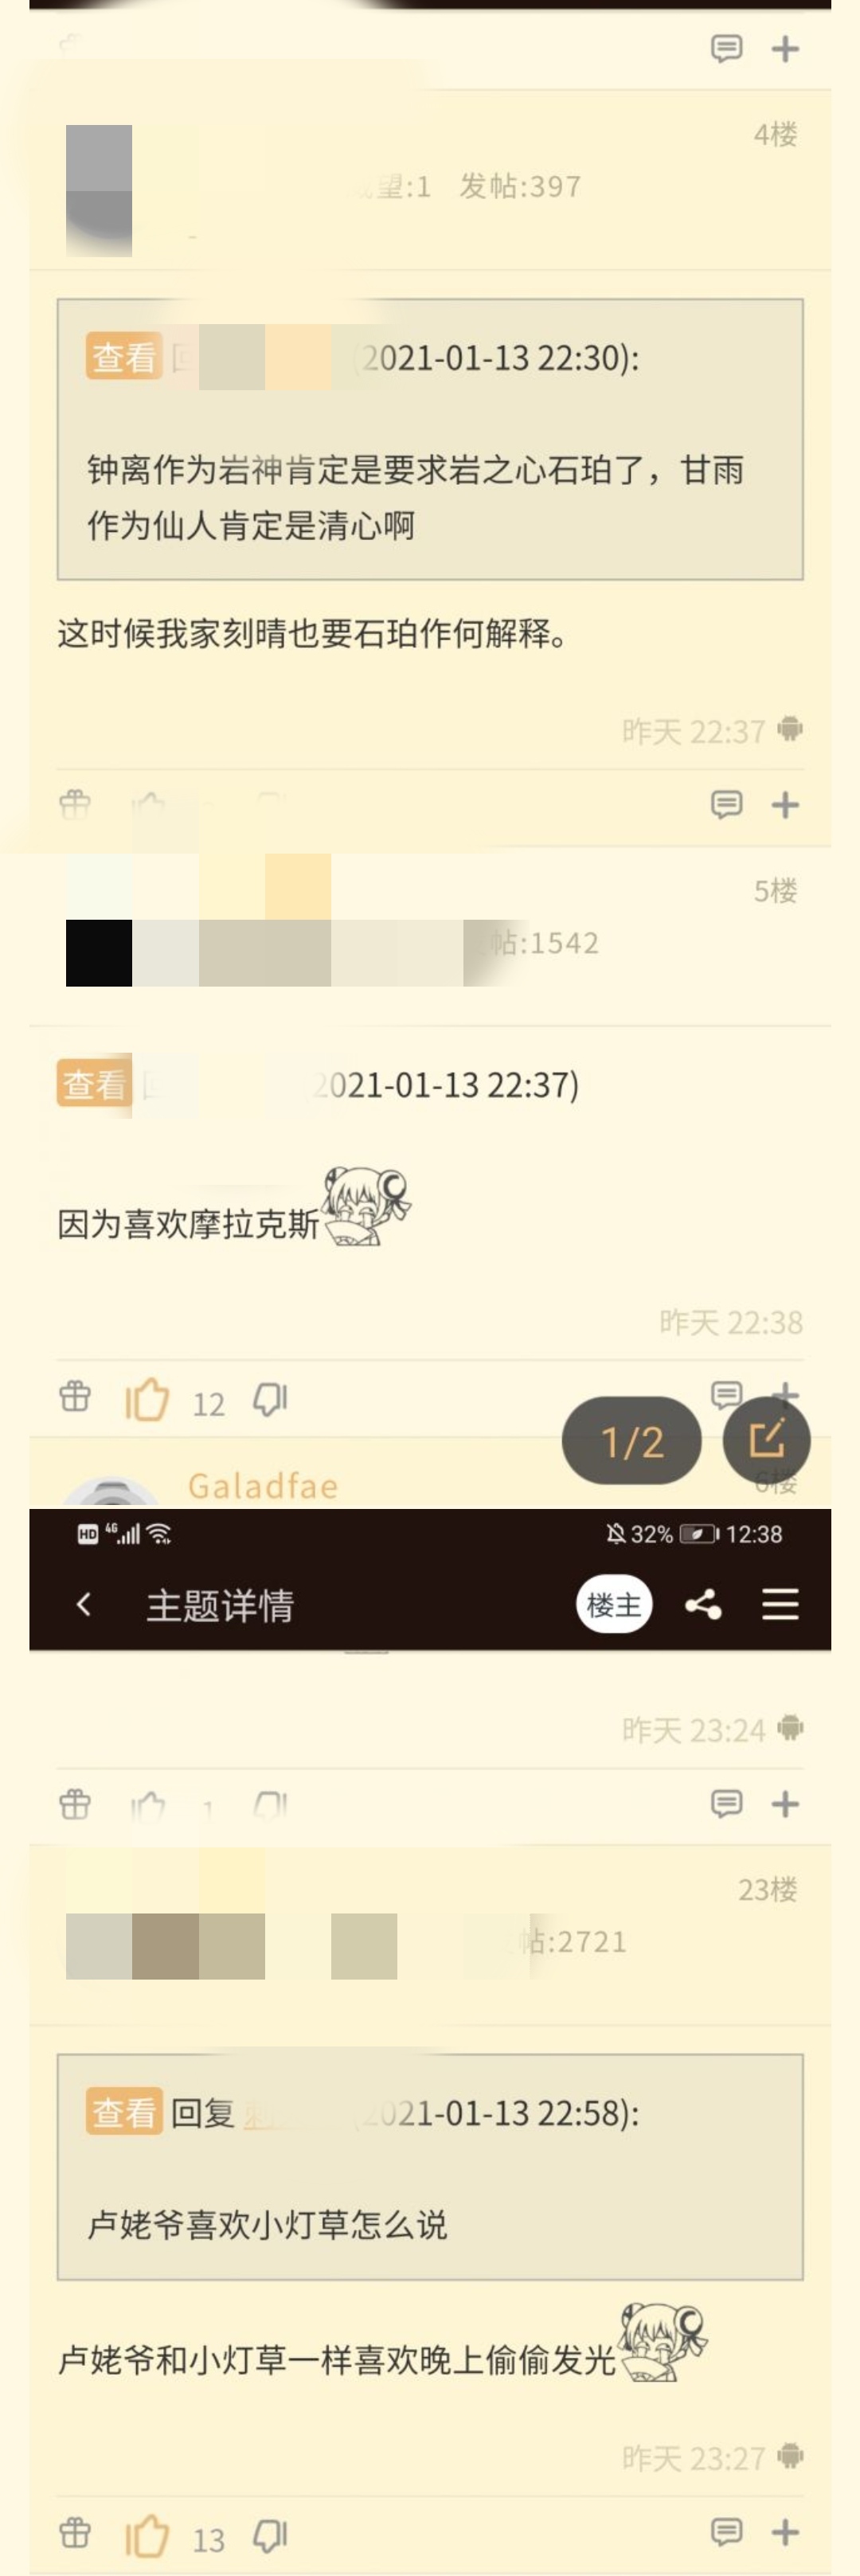 4楼
望:1 发帖:397
查看 (2021-01-13 22:30):
钟离作为岩神肯定是要求岩之心石珀了，甘雨
作为仙人肯定是清心啊
这时候我家刻晴也要石珀作何解释。
昨天 22:37
5楼
帖:1542
查看 2021-01-13 22:37)
因为喜欢摩拉克斯
昨天 22:38
12
1/2
Galadfae
6楼
HD 4G 32% 12:38
主题详情 楼主
昨天 23:24
1
23楼
帖:2721
查看 回复 (2021-01-13 22:58):
卢姥爷喜欢小灯草怎么说
卢姥爷和小灯草一样喜欢晚上偷偷发光
昨天 23:27
13